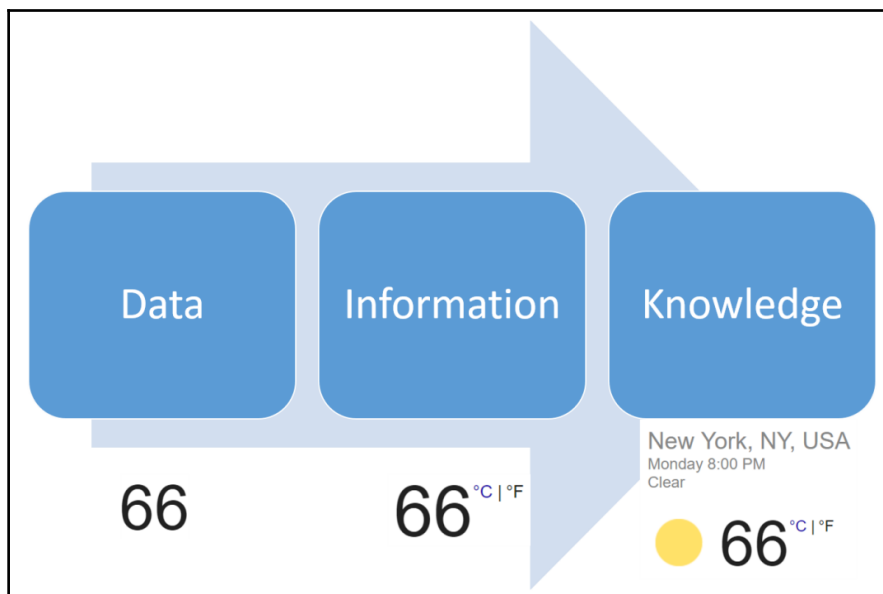 Data
Information
Knowledge
New York, NY, USA
Monday 8:00 PM
Clear
66
66 °C | °F
66 °C | °F